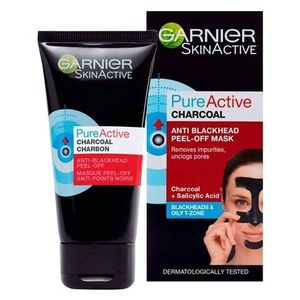 GARNIER
SKINACTIVE
PureActive
CHARCOAL
CHARBON
ANTI-BLACKHEAD
PEEL-OFF
MASQUE PEEL-OFF
ANTI-POINTS NOIRS
GARNIER
SKINACTIVE
PureActive
CHARCOAL
ANTI BLACKHEAD
PEEL-OFF MASK
Removes impurities,
unclogs pores
Charcoal
+ Salicylic Acid
BLACKHEADS &
OILY T-ZONE
DERMATOLOGICALLY TESTED